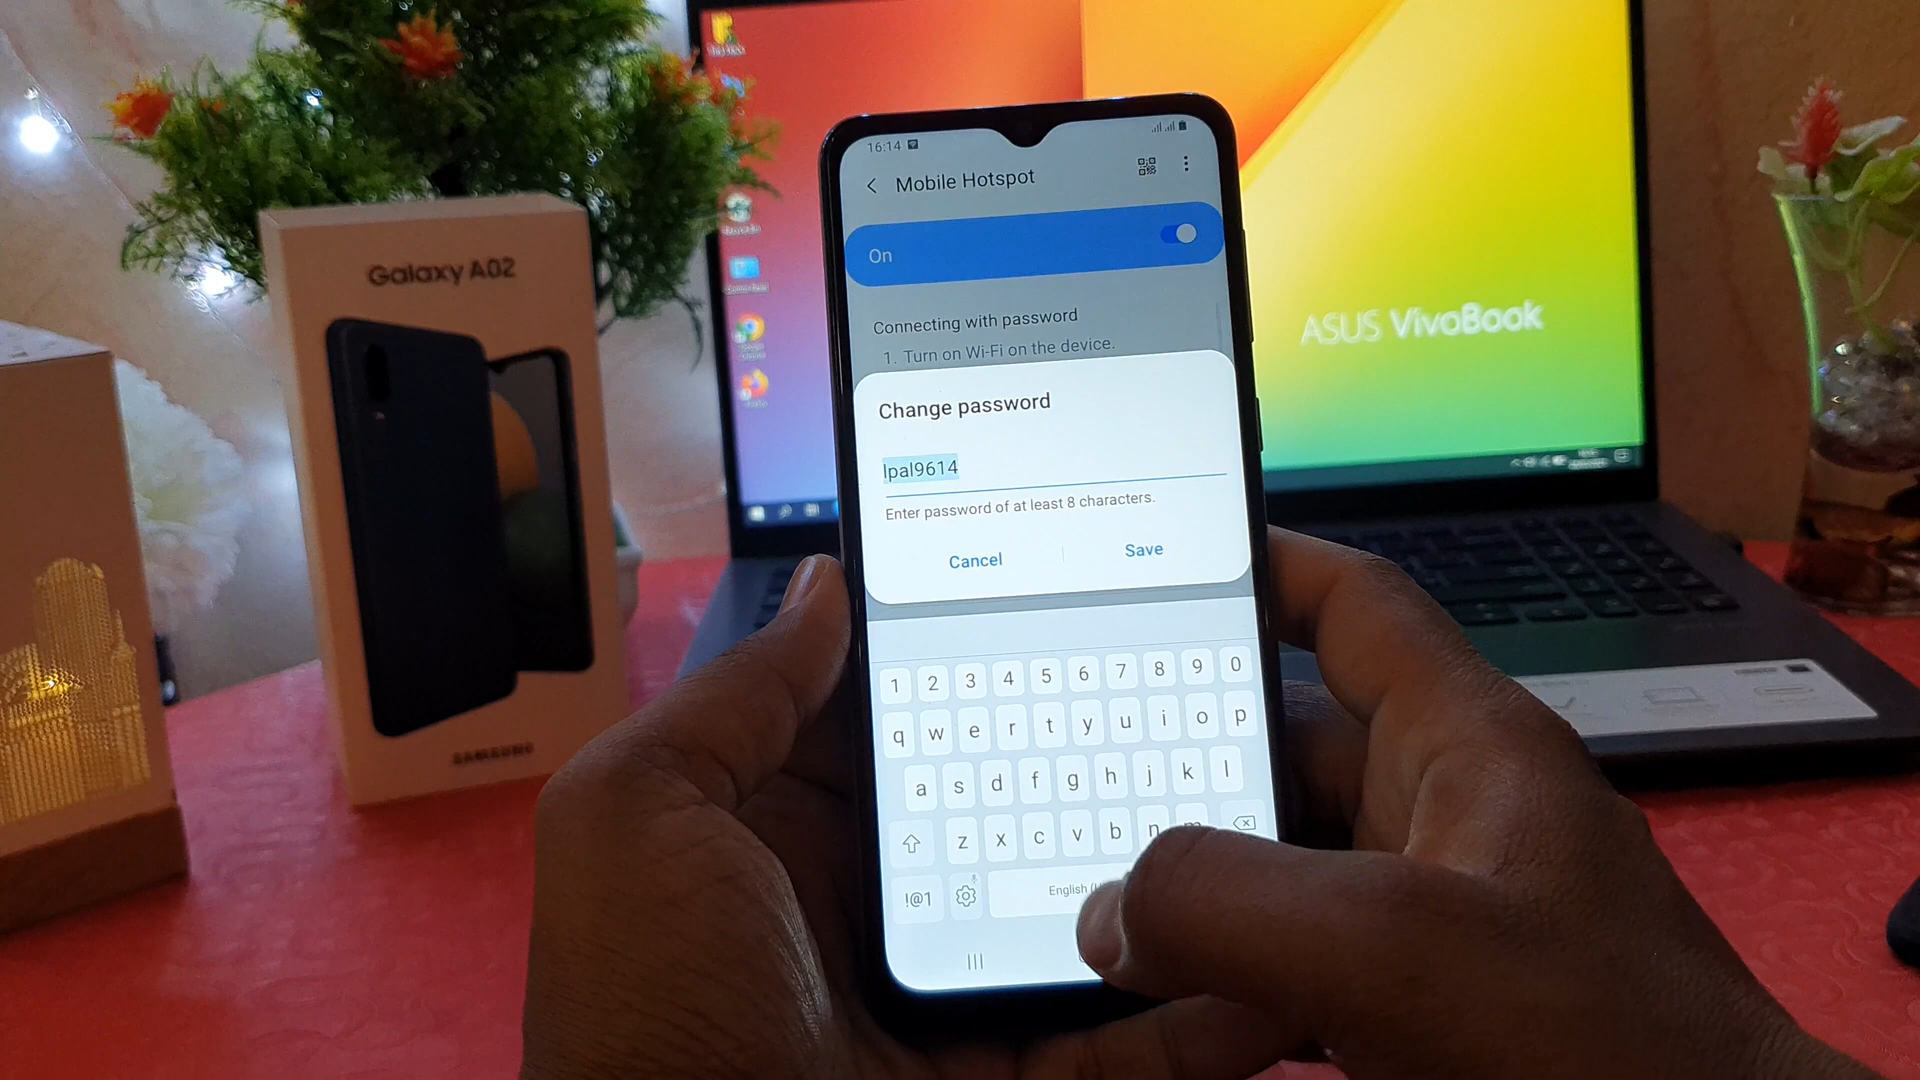 Galaxy A02
SAMSUNG
16:14
Mobile Hotspot
On
Connecting with password
1. Turn on Wi-Fi on the device.
Change password
lpal9614
Enter password of at least 8 characters.
Cancel
Save
1 2 3 4 5 6 7 8 9 0
q w e r t y u i o p
a s d f g h j k l
z x c v b n m
!@1
English
ASUS VivoBook